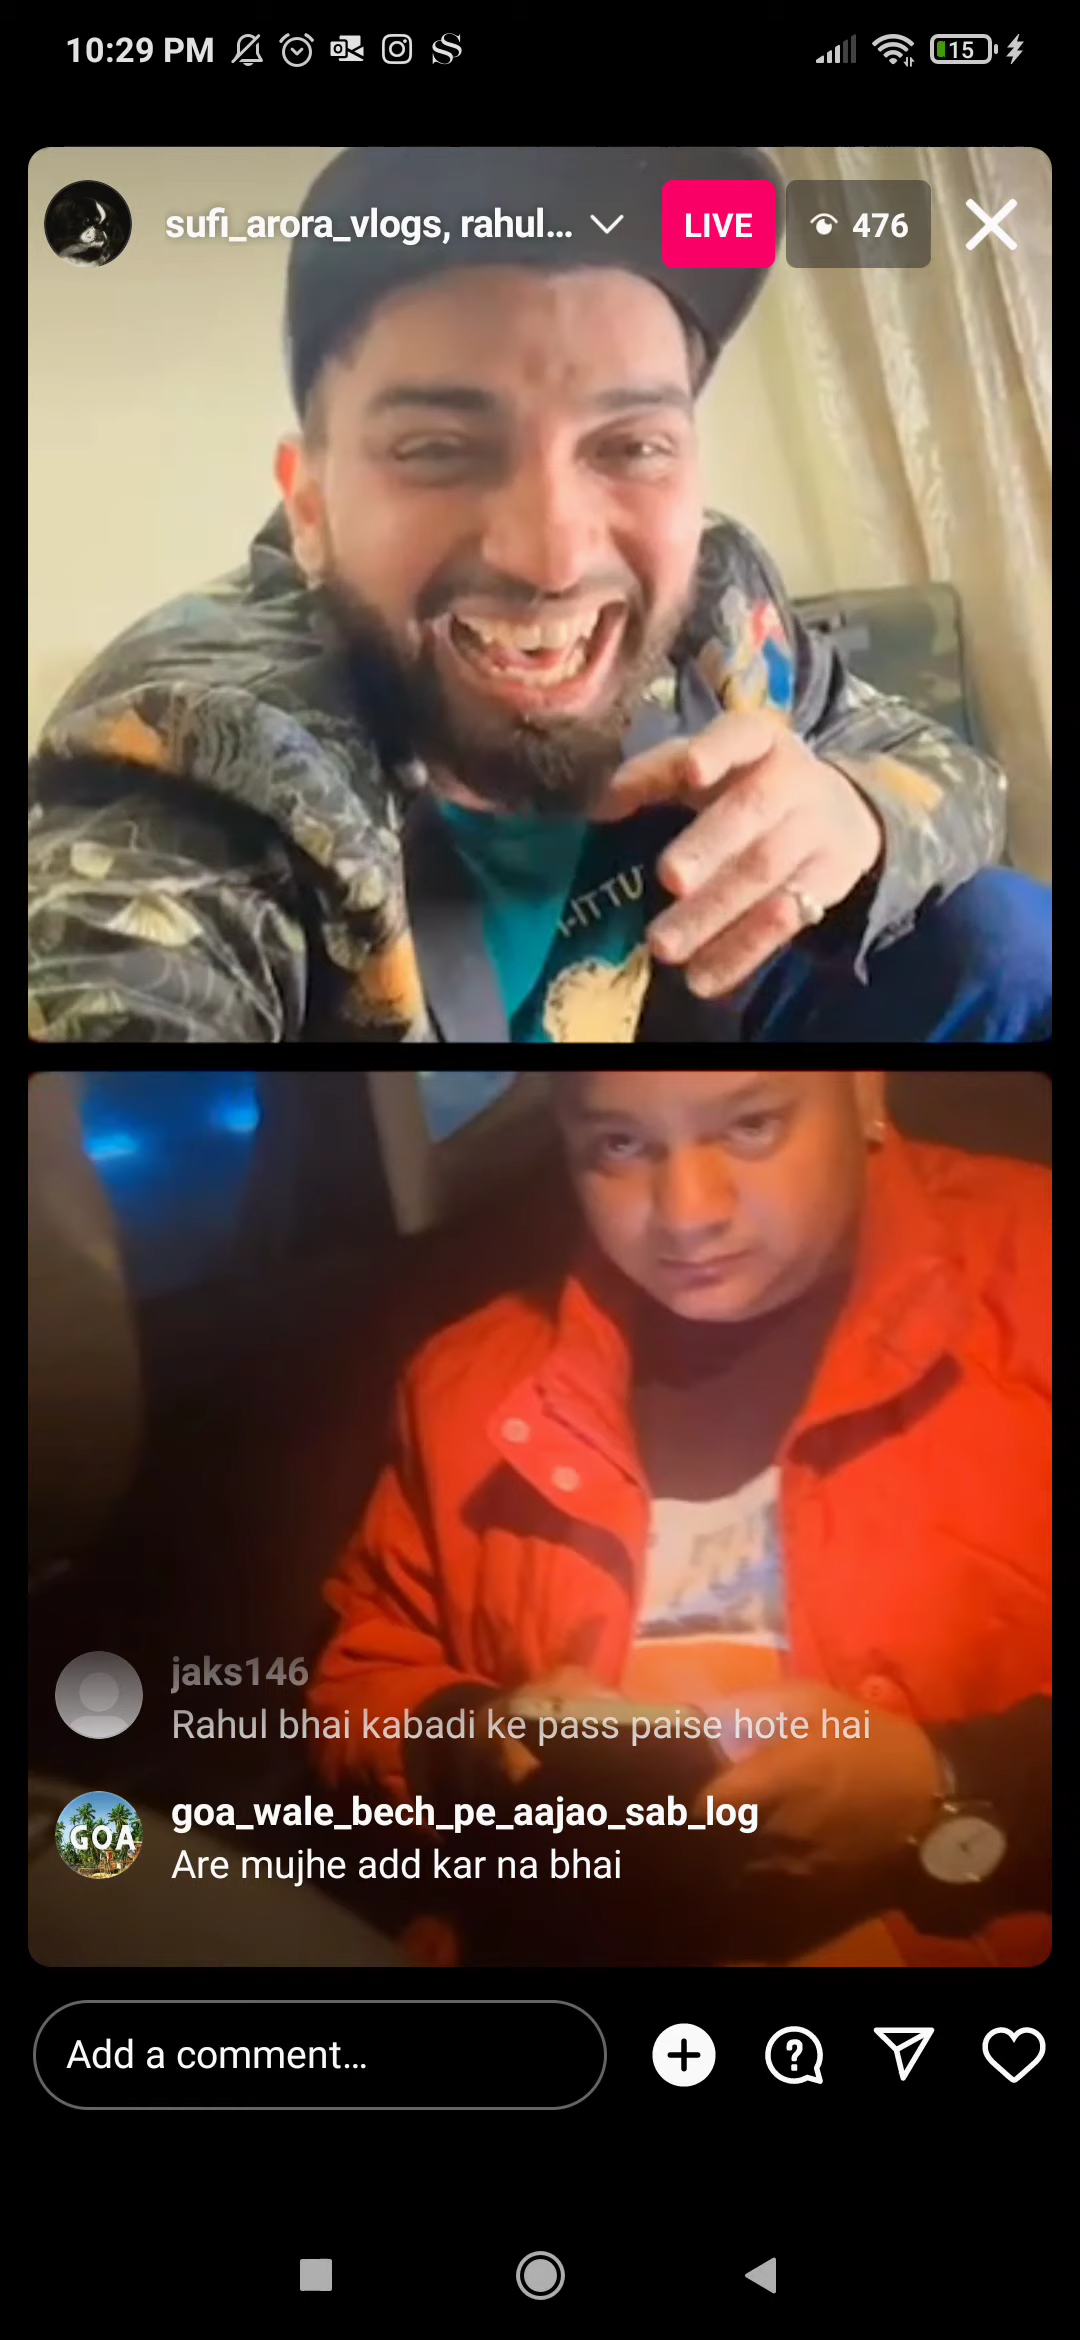 10:29 PM
15
sufi_arora_vlogs, rahul...
LIVE
476
jaks146
Rahul bhai kabadi ke pass paise hote hai
GOA
goa_wale_bech_pe_aajao_sab_log
Are mujhe add kar na bhai
Add a comment...